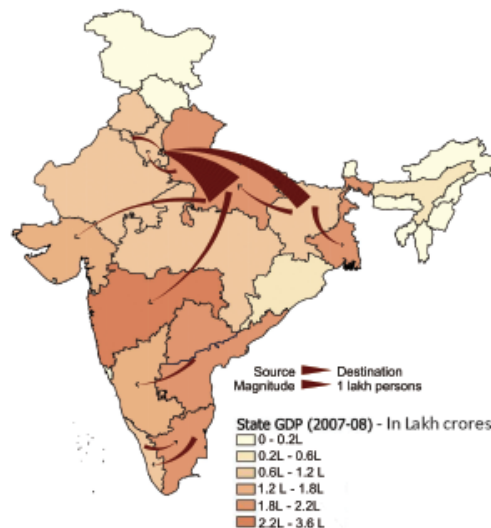 Source Destination
Magnitude 1 lakh persons
State GDP (2007-08) - In Lakh crores
0 - 0.2L
0.2L - 0.6L
0.6L - 1.2 L
1.2 L - 1.8L
1.8L - 2.2L
2.2L - 3.6 L